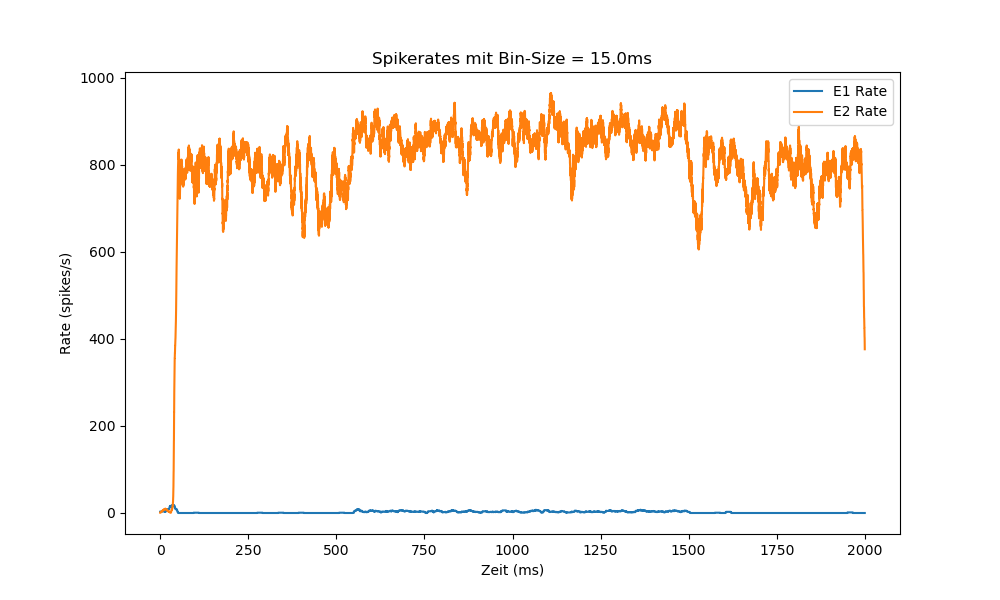 Spikerates mit Bin-Size = 15.0ms
E1 Rate
E2 Rate
1000
800
600
400
200
0
Rate (spikes/s)
0 250 500 750 1000 1250 1500 1750 2000
Zeit (ms)